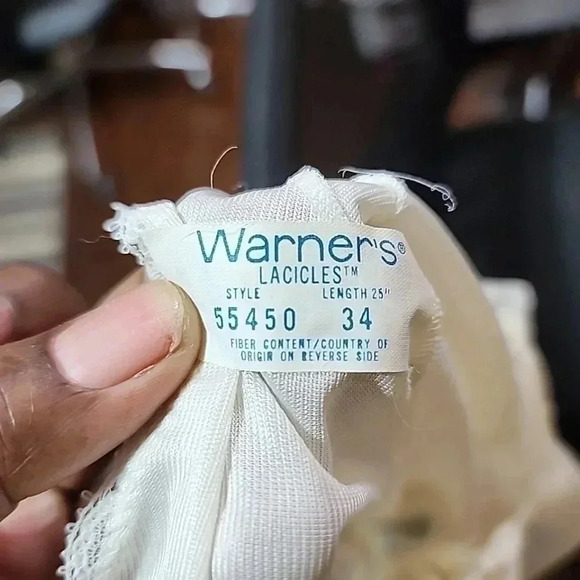 Warner's®
LACICLES™
STYLE LENGTH 25"
55450 34
FIBER CONTENT/COUNTRY OF
ORIGIN ON REVERSE SIDE